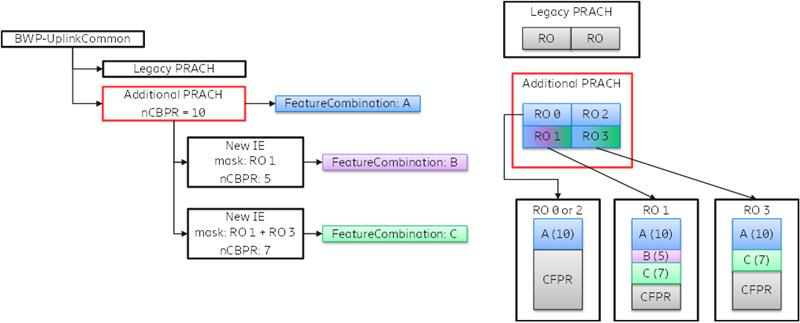 BWP-UplinkCommon
Legacy PRACH
Additional PRACH
nCBPR = 10
FeatureCombination: A
New IE
mask: RO 1
nCBPR: 5
FeatureCombination: B
New IE
mask: RO 1 + RO 3
nCBPR: 7
FeatureCombination: C
Legacy PRACH
RO RO
Additional PRACH
RO 0 RO 2
RO 1 RO 3
RO 0 or 2
A (10)
CFPR
RO 1
A (10)
B (5)
C (7)
CFPR
RO 3
A (10)
C (7)
CFPR